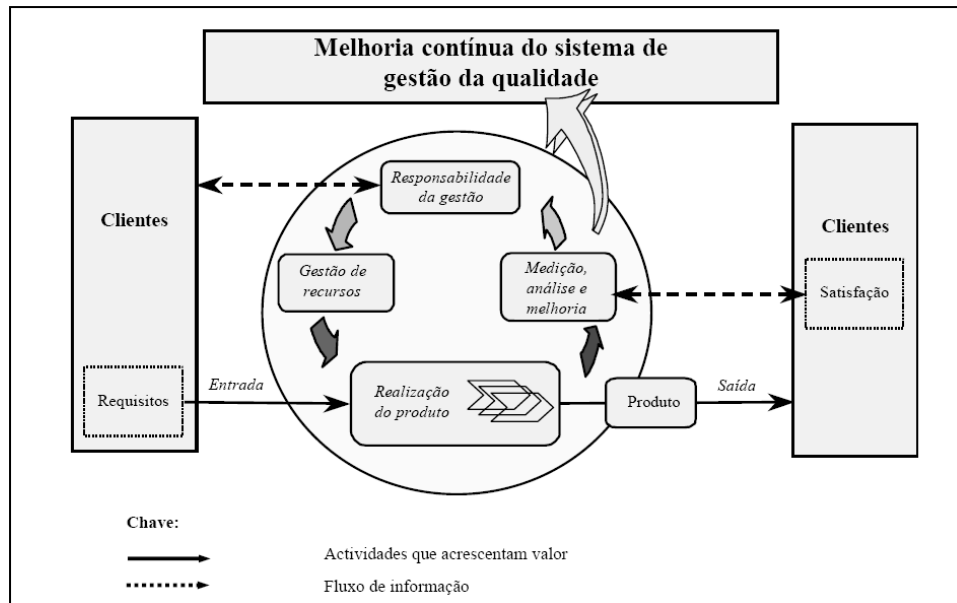 Melhoria contínua do sistema de
gestão da qualidade
Responsabilidade
da gestão
Clientes
Clientes
Gestão de
recursos
Medição,
análise e
melhoria
Satisfação
Requisitos
Entrada
Realização
do produto
Produto
Saída
Chave:
Actividades que acrescentam valor
Fluxo de informação